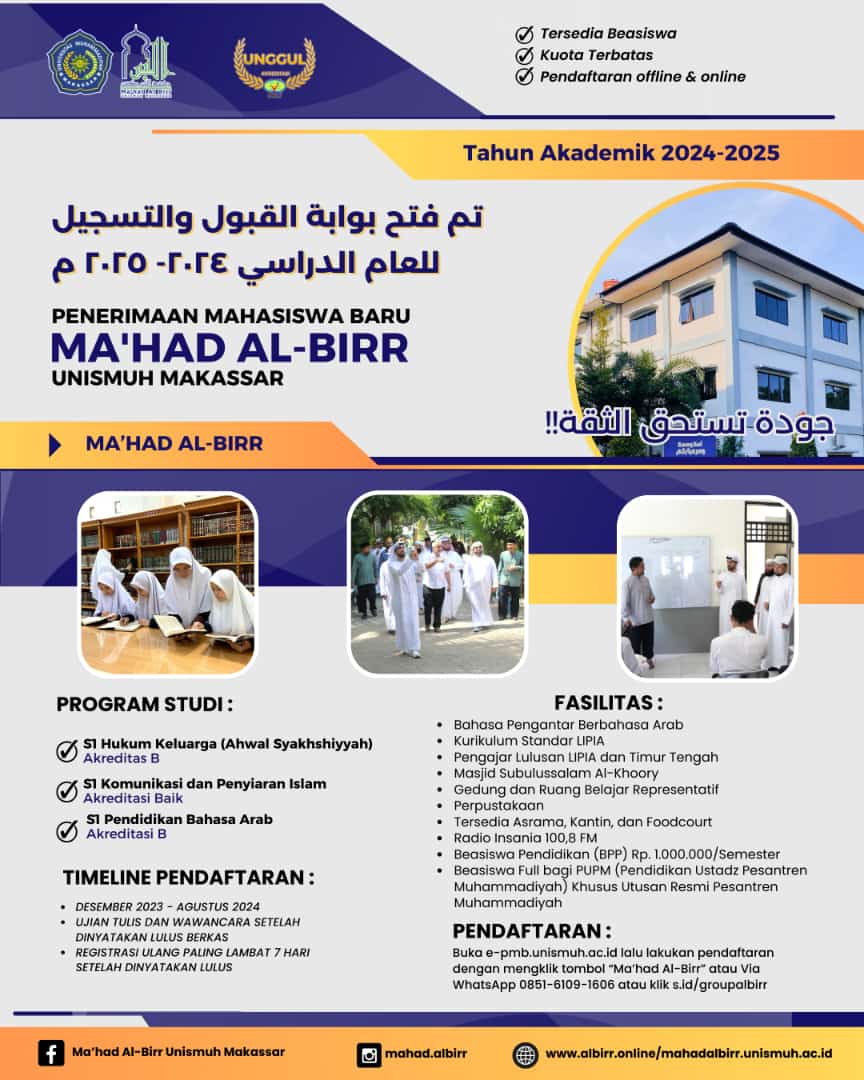 UNIVERSITAS MUHAMMADIYAH MAKASSAR
MA'HAD AL BIRR
UNGGUL
AKREDITASI
Tersedia Beasiswa
Kuota Terbatas
Pendaftaran offline & online
Tahun Akademik 2024-2025
تم فتح بوابة القبول والتسجيل
للعام الدراسي ٢٠٢٤- ٢٠٢٥ م
PENERIMAAN MAHASISWA BARU
MA'HAD AL-BIRR
UNISMUH MAKASSAR
جودة تستحق الثقة!!
MA'HAD AL-BIRR
PROGRAM STUDI :
S1 Hukum Keluarga (Ahwal Syakhshiyyah)
Akreditas B
S1 Komunikasi dan Penyiaran Islam
Akreditasi Baik
S1 Pendidikan Bahasa Arab
Akreditasi B
TIMELINE PENDAFTARAN :
• DESEMBER 2023 - AGUSTUS 2024
• UJIAN TULIS DAN WAWANCARA SETELAH
DINYATAKAN LULUS BERKAS
• REGISTRASI ULANG PALING LAMBAT 7 HARI
SETELAH DINYATAKAN LULUS
FASILITAS :
• Bahasa Pengantar Berbahasa Arab
• Kurikulum Standar LIPIA
• Pengajar Lulusan LIPIA dan Timur Tengah
• Masjid Subulussalam Al-Khoory
• Gedung dan Ruang Belajar Representatif
• Perpustakaan
• Tersedia Asrama, Kantin, dan Foodcourt
• Radio Insania 100,8 FM
• Beasiswa Pendidikan (BPP) Rp. 1.000.000/Semester
• Beasiswa Full bagi PUPM (Pendidikan Ustadz Pesantren
Muhammadiyah) Khusus Utusan Resmi Pesantren
Muhammadiyah
PENDAFTARAN :
Buka e-pmb.unismuh.ac.id lalu lakukan pendaftaran
dengan mengklik tombol "Ma'had Al-Birr" atau Via
WhatsApp 0851-6109-1606 atau klik s.id/groupalbirr
Ma'had Al-Birr Unismuh Makassar
mahad.albirr
www.albirr.online/mahadalbirr.unismuh.ac.id